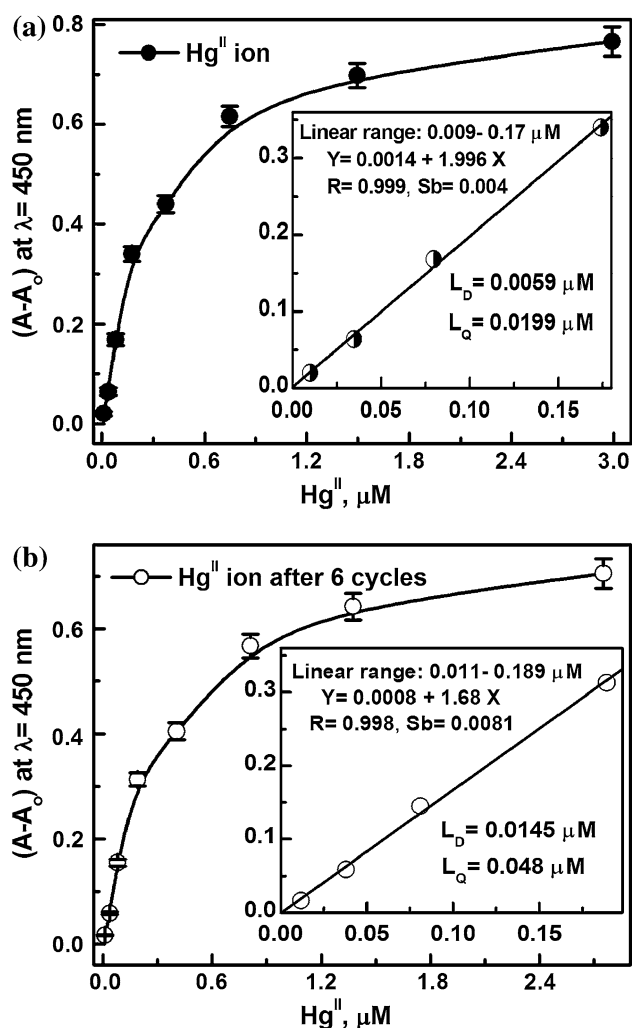 (a)
0.8
0.6
0.4
0.2
0.0
(A-Ao) at λ= 450 nm
Hg^II ion
Linear range: 0.009- 0.17 μM
Y= 0.0014 + 1.996 X
R= 0.999, Sb= 0.004
L_D= 0.0059 μM
L_Q= 0.0199 μM
0.3
0.2
0.1
0.0
0.00 0.05 0.10 0.15
0.0 0.6 1.2 1.8 2.4 3.0
Hg^II, μM
(b)
0.6
0.4
0.2
0.0
(A-Ao) at λ= 450 nm
Hg^II ion after 6 cycles
Linear range: 0.011- 0.189 μM
Y= 0.0008 + 1.68 X
R= 0.998, Sb= 0.0081
L_D= 0.0145 μM
L_Q= 0.048 μM
0.3
0.2
0.1
0.0
0.00 0.05 0.10 0.15
0.0 0.6 1.2 1.8 2.4
Hg^II, μM